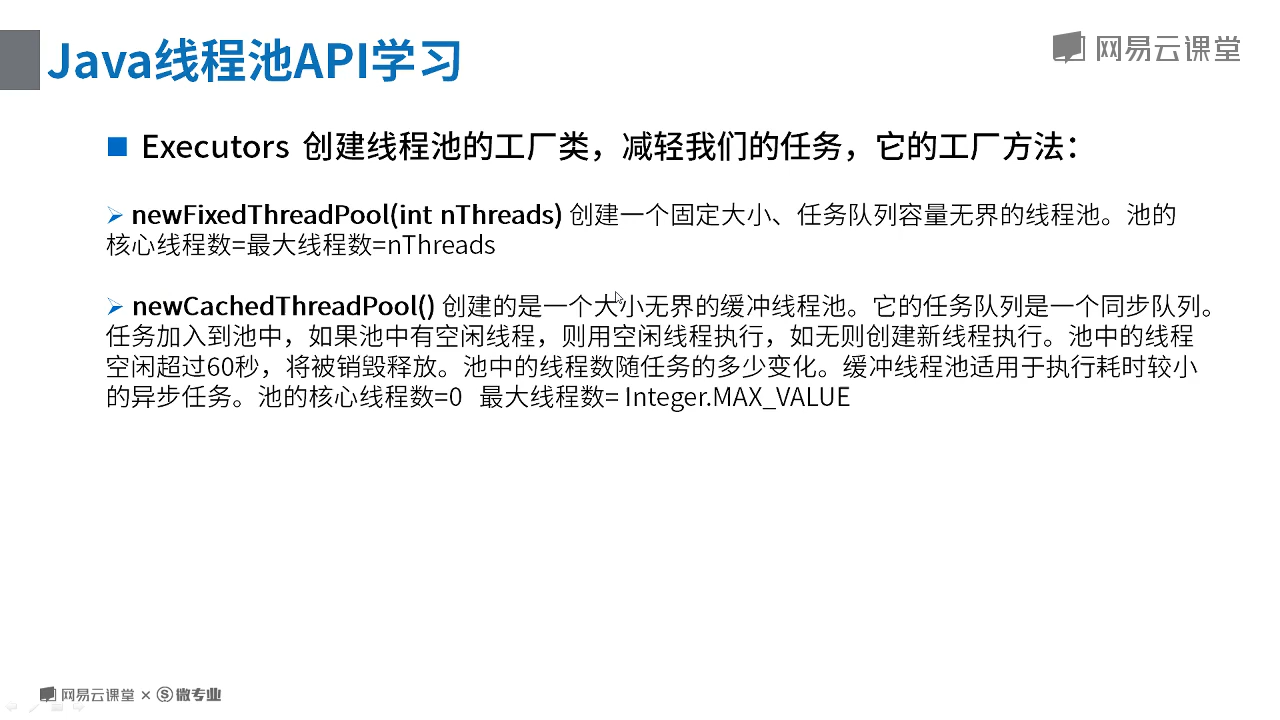 Java线程池API学习
网易云课堂
Executors 创建线程池的工厂类，减轻我们的任务，它的工厂方法：
newFixedThreadPool(int nThreads) 创建一个固定大小、任务队列容量无界的线程池。池的
核心线程数=最大线程数=nThreads
newCachedThreadPool() 创建的是一个大小无界的缓冲线程池。它的任务队列是一个同步队列。
任务加入到池中，如果池中有空闲线程，则用空闲线程执行，如无则创建新线程执行。池中的线程
空闲超过60秒，将被销毁释放。池中的线程数随任务的多少变化。缓冲线程池适用于执行耗时较小
的异步任务。池的核心线程数=0 最大线程数= Integer.MAX_VALUE
网易云课堂 × S 微专业